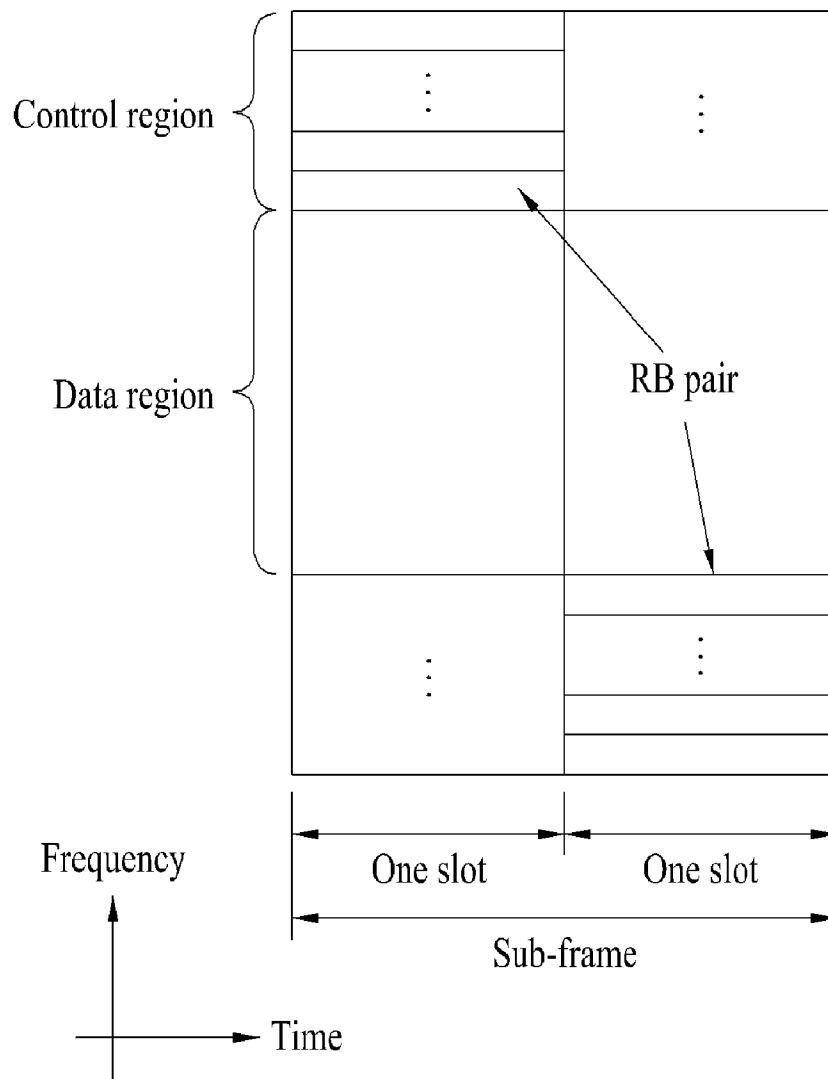 Control region
Data region
RB pair
One slot
One slot
Sub-frame
Frequency
Time